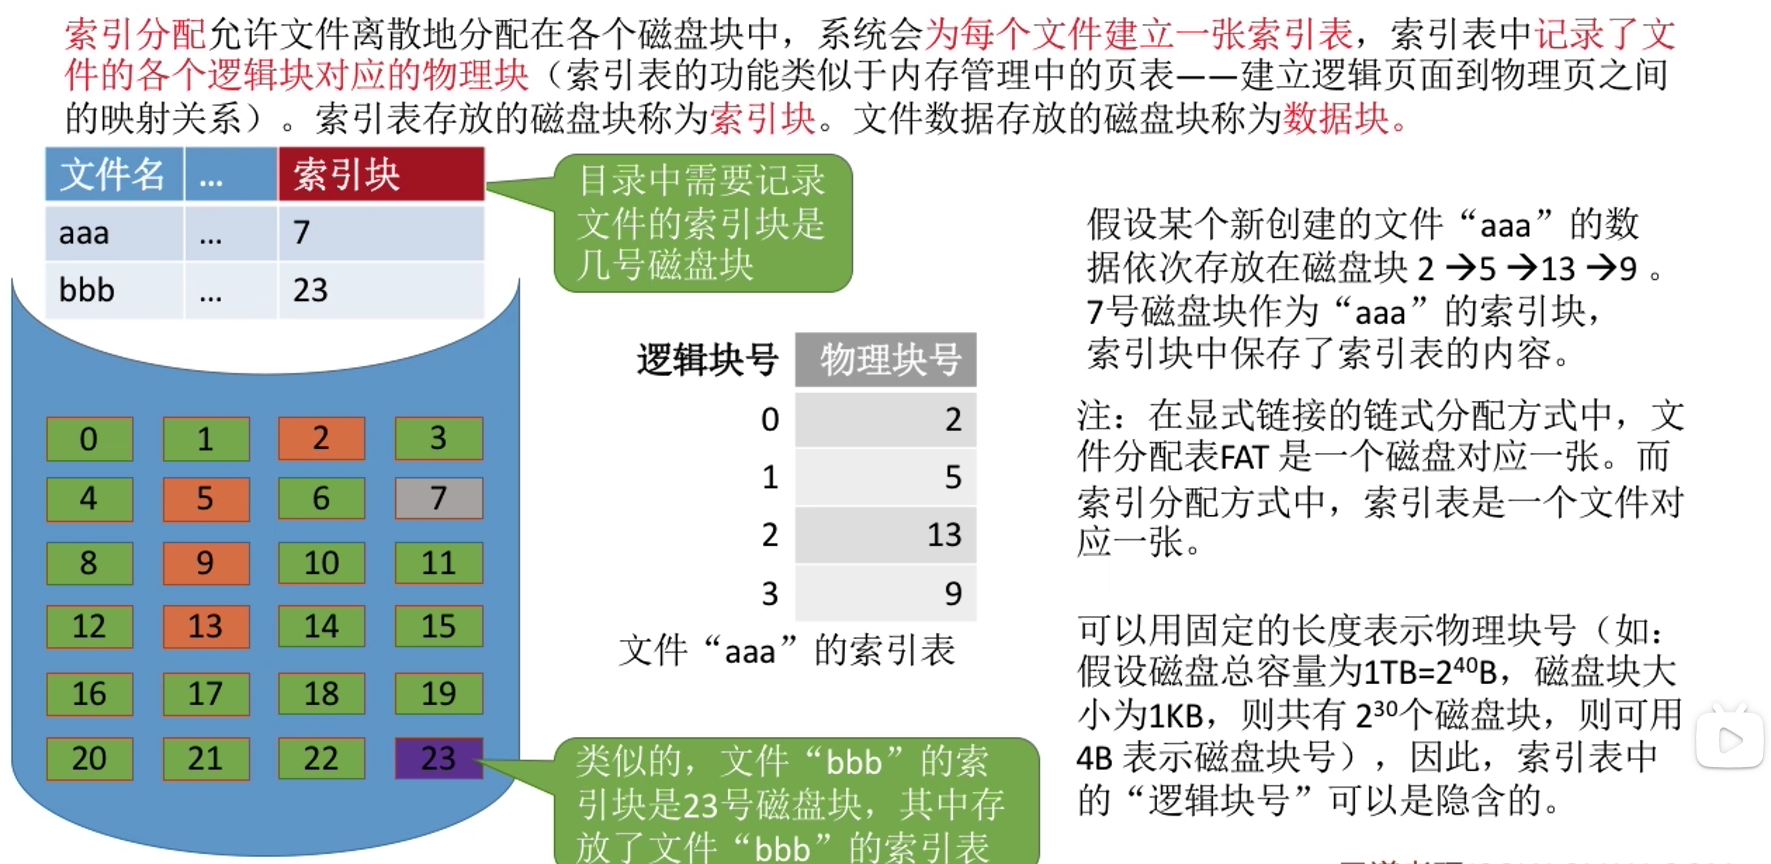 索引分配允许文件离散地分配在各个磁盘块中，系统会为每个文件建立一张索引表，索引表中记录了文
件的各个逻辑块对应的物理块（索引表的功能类似于内存管理中的页表——建立逻辑页面到物理页之间
的映射关系）。索引表存放的磁盘块称为索引块。文件数据存放的磁盘块称为数据块。
文件名 ... 索引块
aaa ... 7
bbb ... 23
目录中需要记录
文件的索引块是
几号磁盘块
0 1 2 3
4 5 6 7
8 9 10 11
12 13 14 15
16 17 18 19
20 21 22 23
逻辑块号 物理块号
0 2
1 5
2 13
3 9
文件“aaa”的索引表
类似的，文件“bbb”的索
引块是23号磁盘块，其中存
放了文件“bbb”的索引表
假设某个新创建的文件“aaa”的数
据依次存放在磁盘块 2 →5 →13 →9 。
7号磁盘块作为“aaa”的索引块，
索引块中保存了索引表的内容。
注：在显式链接的链式分配方式中，文
件分配表FAT 是一个磁盘对应一张。而
索引分配方式中，索引表是一个文件对
应一张。
可以用固定的长度表示物理块号（如：
假设磁盘总容量为1TB=2⁴⁰B，磁盘块大
小为1KB，则共有 2³⁰个磁盘块，则可用
4B 表示磁盘块号），因此，索引表中
的“逻辑块号”可以是隐含的。